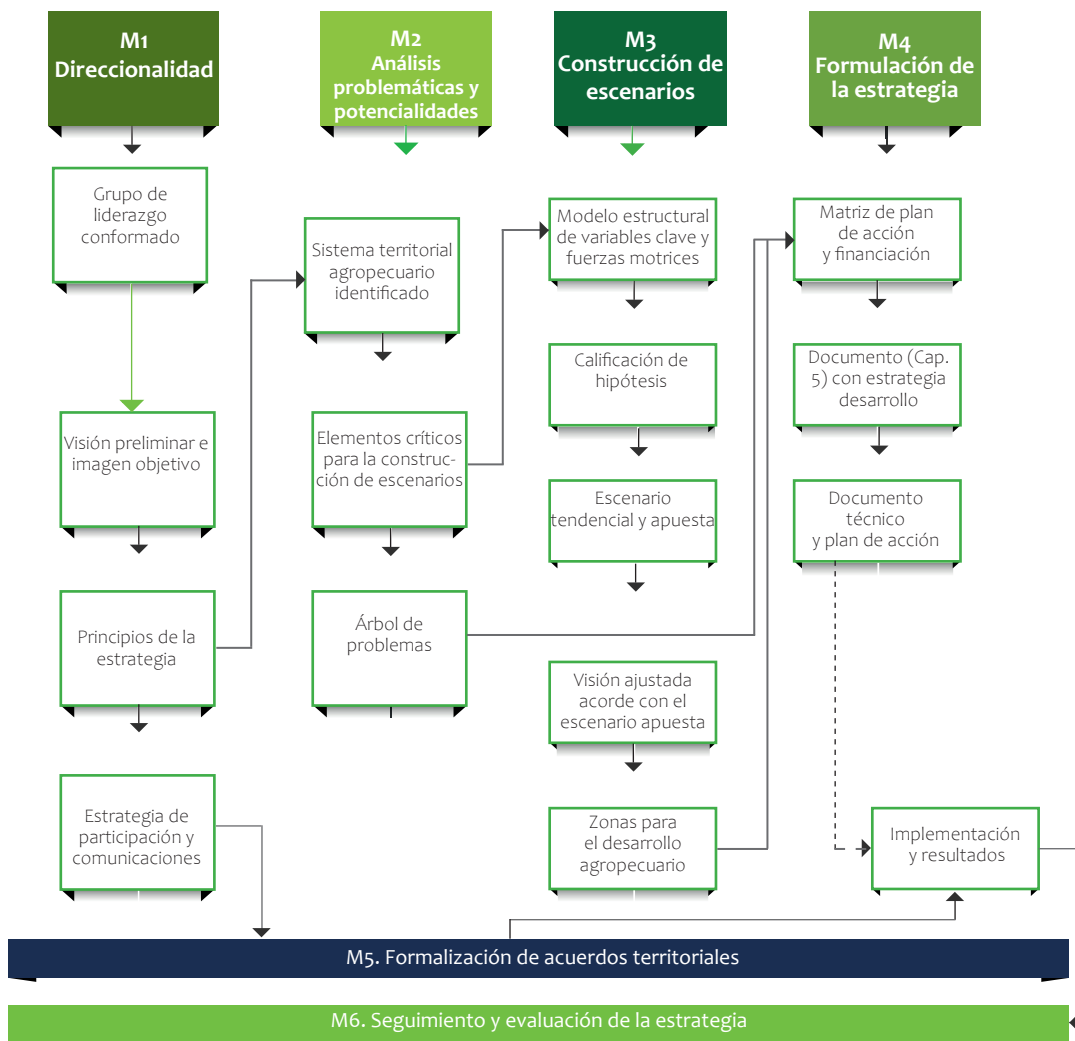 M1
Direccionalidad
Grupo de
liderazgo
conformado
Visión preliminar e
imagen objetivo
Principios de la
estrategia
Estrategia de
participación y
comunicaciones
M2
Análisis
problemáticas y
potencialidades
Sistema territorial
agropecuario
identificado
Elementos críticos
para la construc-
ción de escenarios
Árbol de
problemas
M3
Construcción de
escenarios
Modelo estructural
de variables clave y
fuerzas motrices
Calificación de
hipótesis
Escenario
tendencial y apuesta
Visión ajustada
acorde con el
escenario apuesta
Zonas para
el desarrollo
agropecuario
M4
Formulación de
la estrategia
Matriz de plan
de acción
y financiación
Documento (Cap.
5) con estrategia
desarrollo
Documento
técnico
y plan de acción
Implementación
y resultados
M5. Formalización de acuerdos territoriales
M6. Seguimiento y evaluación de la estrategia